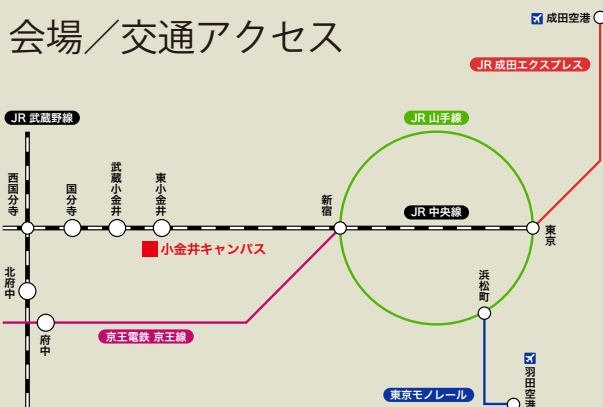 会場／交通アクセス
成田空港
JR 成田エクスプレス
JR 武蔵野線
JR 山手線
西国分寺
国分寺
武蔵小金井
東小金井
新宿
JR 中央線
東京
小金井キャンパス
北府中
浜松町
府中
京王電鉄 京王線
羽田空港
東京モノレール